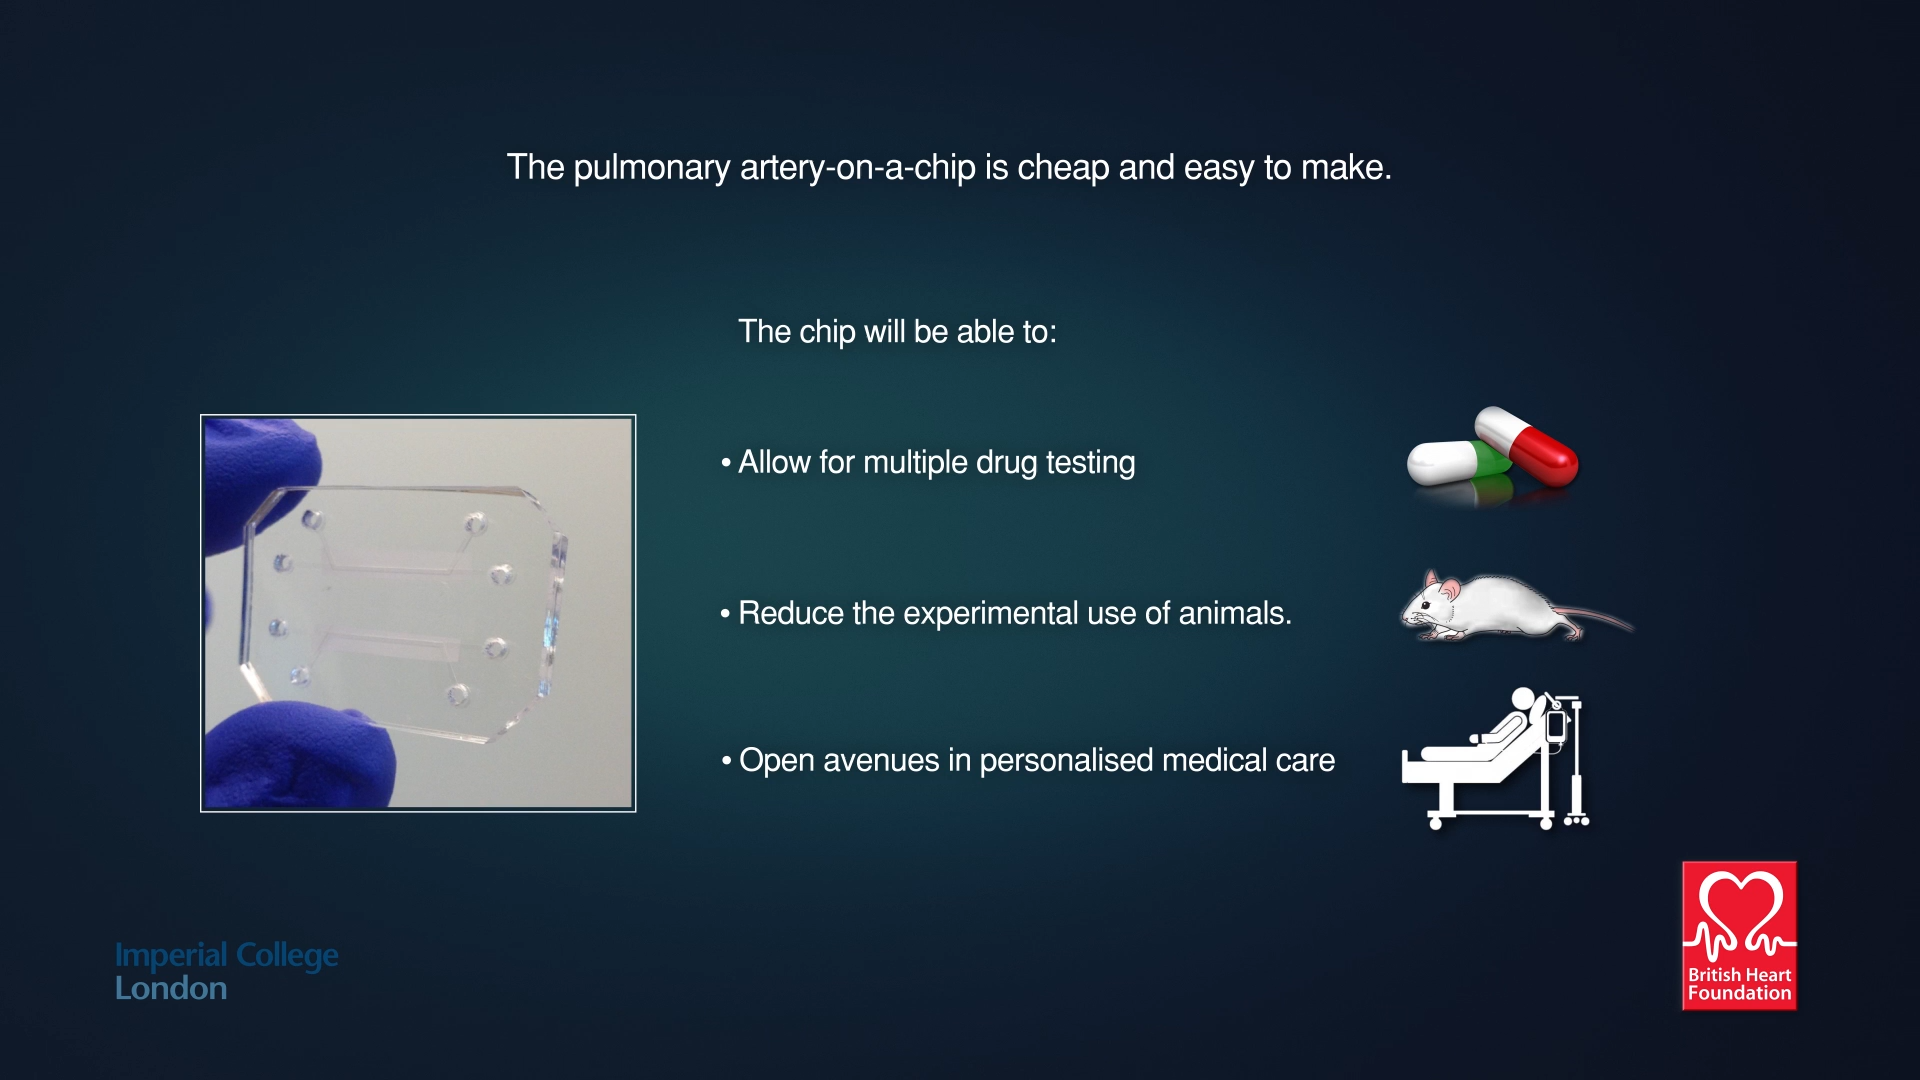 The pulmonary artery-on-a-chip is cheap and easy to make.
The chip will be able to:
• Allow for multiple drug testing
• Reduce the experimental use of animals.
• Open avenues in personalised medical care
Imperial College
London
British Heart
Foundation